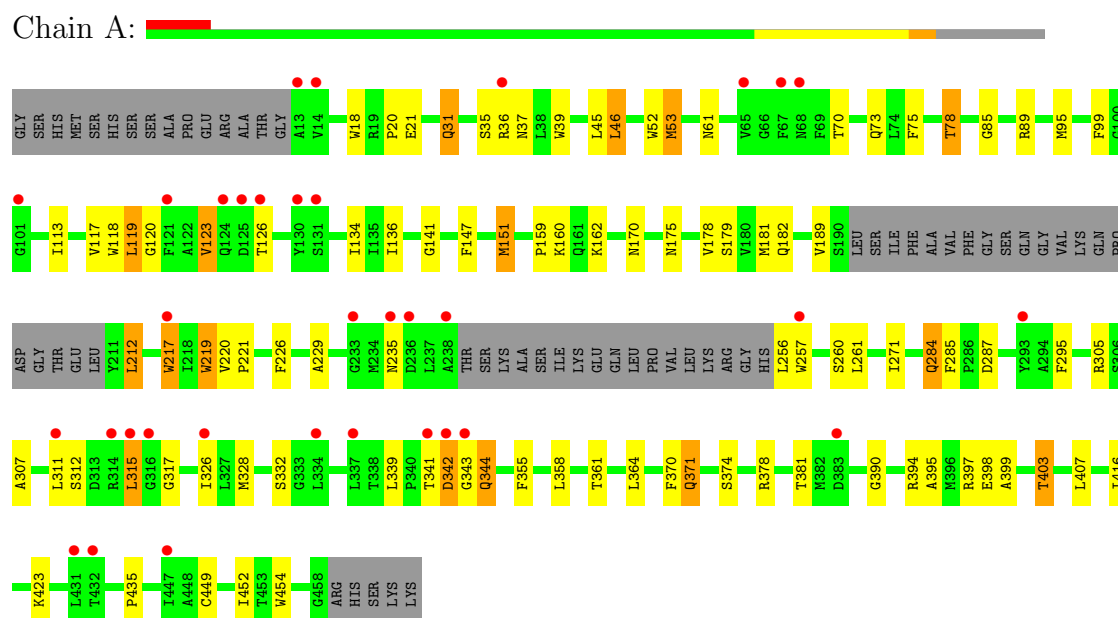 Chain A:
GLY SER HIS MET SER HIS SER SER ALA PRO GLU ARG ALA THR GLY A13 V14 W18 R19 P20 E21 Q31 S35 R36 N37 L38 W39 L45 L46 W52 M53 N61 V65 G66 F67 N68 F69 T70 Q73 L74 F75 T78 G85 R89 M95 F99 G100
G101 I113 V117 W118 L119 G120 F121 A122 V123 Q124 D125 T126 Y130 S131 I134 I135 I136 G141 F147 M151 P159 K160 Q161 K162 N170 N175 V178 S179 V180 M181 Q182 V189 S190 LEU SER ILE PHE ALA VAL PHE GLY SER GLN GLY VAL LYS GLN PRO
ASP GLY THR GLU LEU Y211 L212 W217 I218 W219 V220 P221 F226 A229 G233 M234 N235 D236 L237 A238 THR SER LYS ALA SER ILE LYS GLU GLN LEU PRO VAL LEU LYS ARG GLY HIS L256 W257 S260 L261 I271 Q284 F285 P286 D287 Y293 A294 F295 R305 S306
A307 L311 S312 D313 R314 L315 G316 G317 I326 L327 M328 S332 G333 L334 L337 T338 L339 P340 T341 D342 G343 Q344 F355 L358 T361 L364 F370 Q371 S374 R378 T381 M382 D383 G390 R394 A395 M396 R397 E398 A399 T403 L407
K423 L431 T432 P435 I447 A448 C449 I452 T453 W454 G458 ARG HIS SER LYS LYS